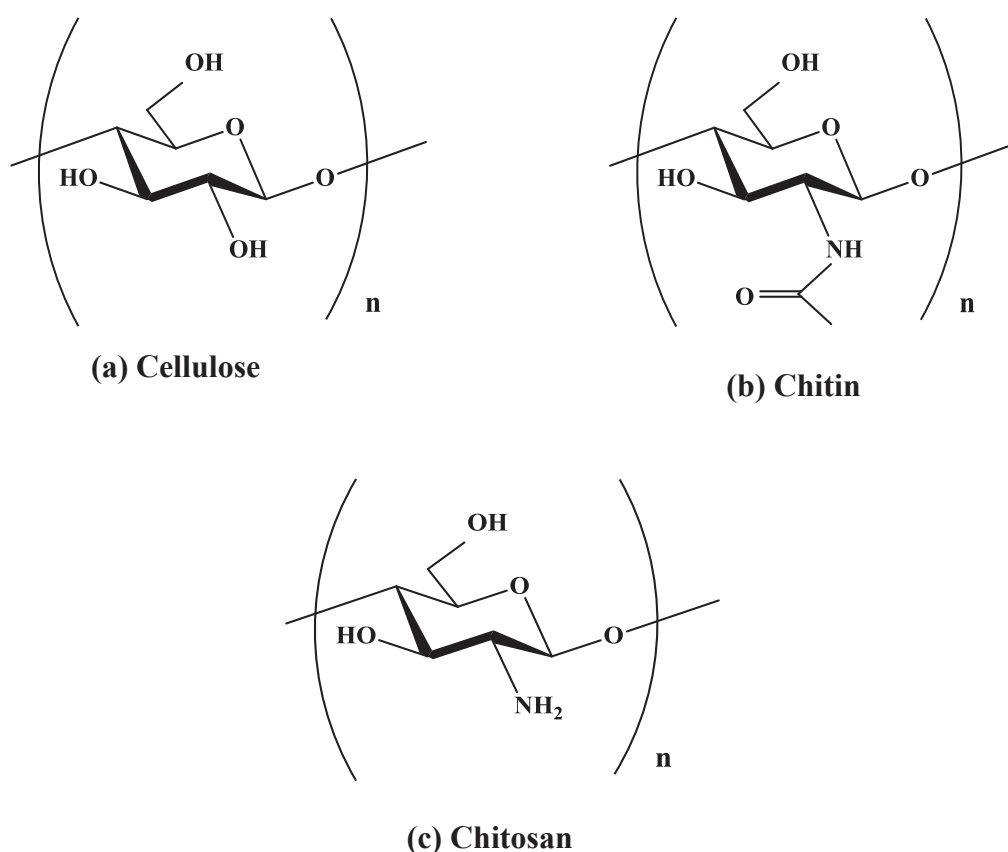 OH
O
HO
O
OH
n
(a) Cellulose
OH
O
HO
O
NH
O
n
(b) Chitin
OH
O
HO
O
NH₂
n
(c) Chitosan